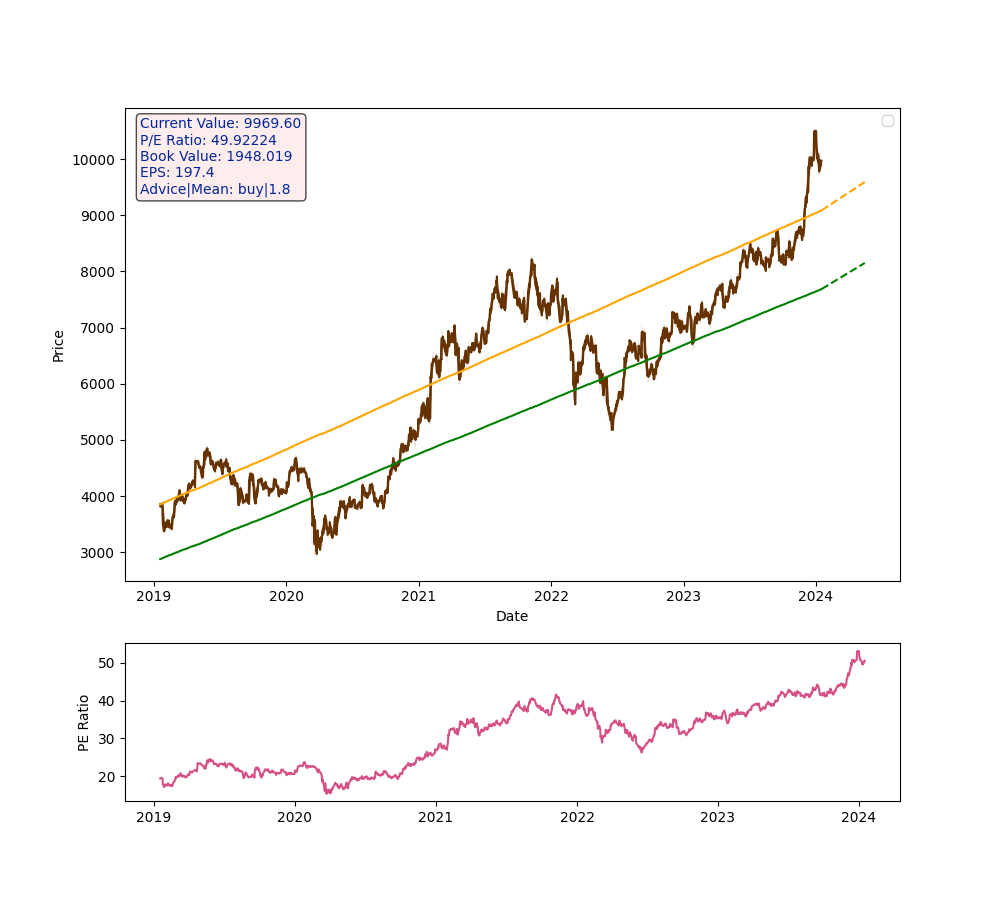 Current Value: 9969.60
P/E Ratio: 49.92224
Book Value: 1948.019
EPS: 197.4
Advice|Mean: buy|1.8
Price
10000
9000
8000
7000
6000
5000
4000
3000
2019 2020 2021 2022 2023 2024
Date
PE Ratio
50
40
30
20
2019 2020 2021 2022 2023 2024